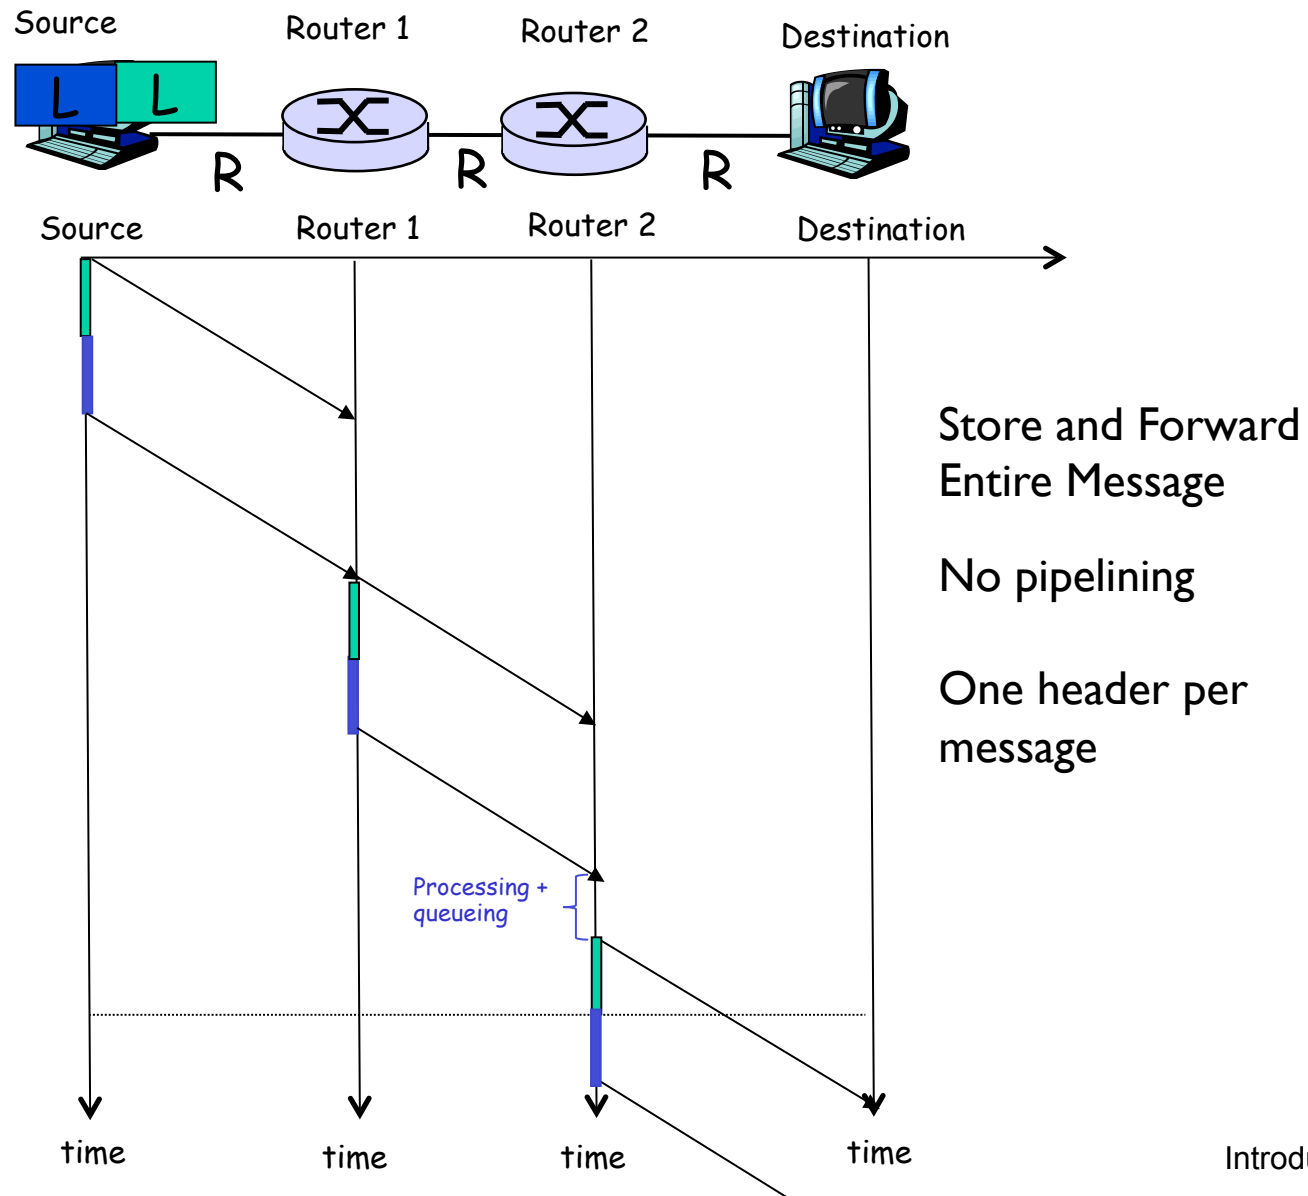 Source
Router 1
Router 2
Destination
L
L
R
R
R
Source
Router 1
Router 2
Destination
Store and Forward
Entire Message
No pipelining
One header per
message
Processing +
queueing
time
time
time
time